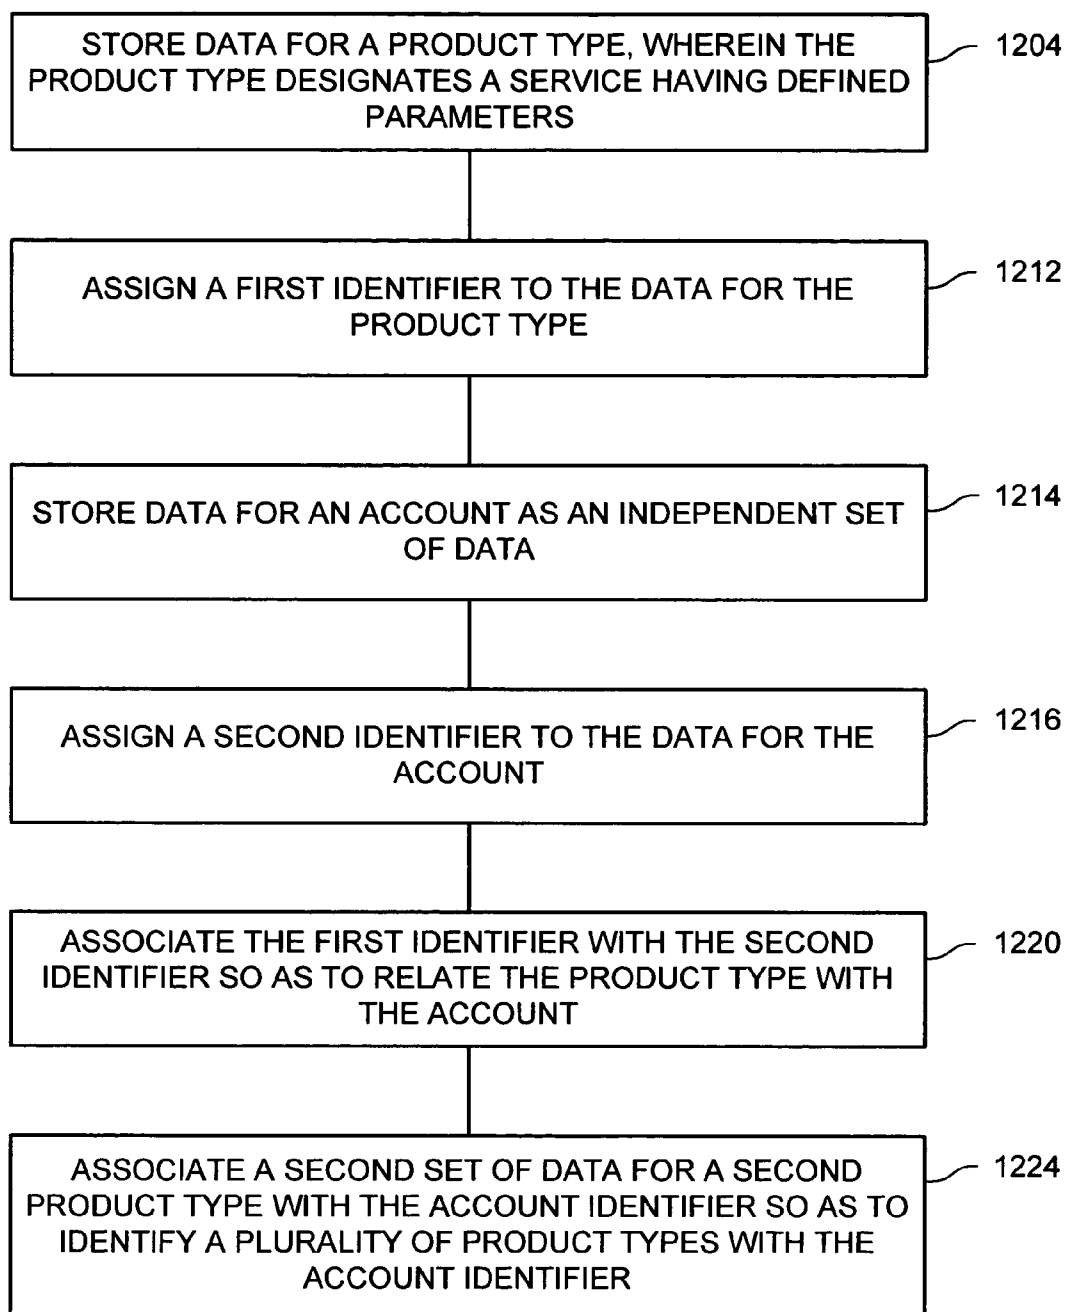 STORE DATA FOR A PRODUCT TYPE, WHEREIN THE
PRODUCT TYPE DESIGNATES A SERVICE HAVING DEFINED
PARAMETERS
1204
ASSIGN A FIRST IDENTIFIER TO THE DATA FOR THE
PRODUCT TYPE
1212
STORE DATA FOR AN ACCOUNT AS AN INDEPENDENT SET
OF DATA
1214
ASSIGN A SECOND IDENTIFIER TO THE DATA FOR THE
ACCOUNT
1216
ASSOCIATE THE FIRST IDENTIFIER WITH THE SECOND
IDENTIFIER SO AS TO RELATE THE PRODUCT TYPE WITH
THE ACCOUNT
1220
ASSOCIATE A SECOND SET OF DATA FOR A SECOND
PRODUCT TYPE WITH THE ACCOUNT IDENTIFIER SO AS TO
IDENTIFY A PLURALITY OF PRODUCT TYPES WITH THE
ACCOUNT IDENTIFIER
1224